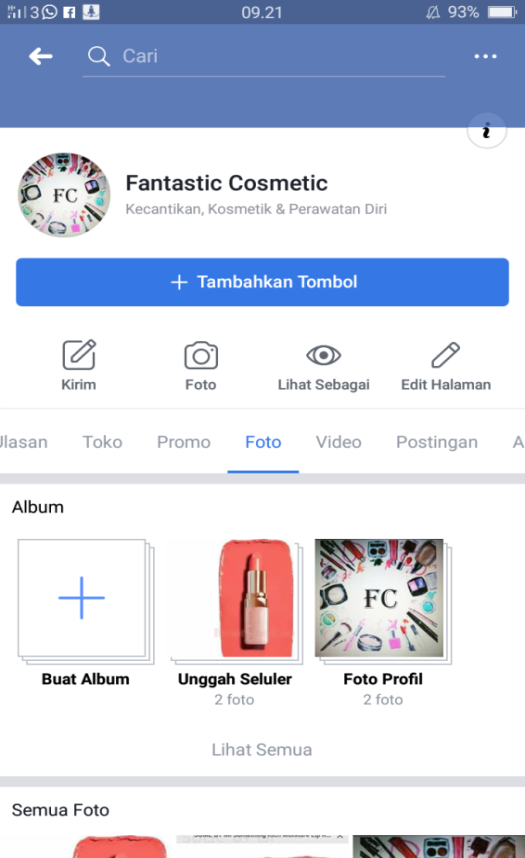 3
09.21
93%
Cari
FC
Fantastic Cosmetic
Kecantikan, Kosmetik & Perawatan Diri
+ Tambahkan Tombol
Kirim
Foto
Lihat Sebagai
Edit Halaman
Ulasan
Toko
Promo
Foto
Video
Postingan
A
Album
FC
Buat Album
Unggah Seluler
Foto Profil
2 foto
2 foto
Lihat Semua
Semua Foto